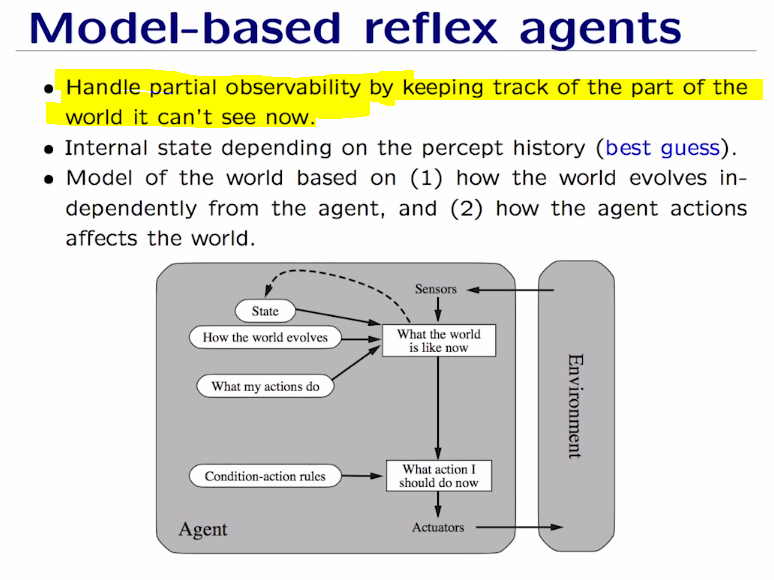 Model-based reflex agents
• Handle partial observability by keeping track of the part of the
world it can't see now.
• Internal state depending on the percept history (best guess).
• Model of the world based on (1) how the world evolves in-
dependently from the agent, and (2) how the agent actions
affects the world.
Sensors
State
How the world evolves
What the world
is like now
What my actions do
Condition-action rules
What action I
should do now
Agent
Actuators
Environment